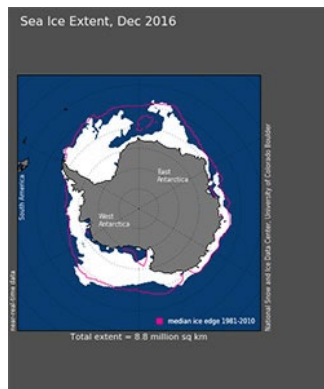 Sea Ice Extent, Dec 2016
East
Antarctica
West
Antarctica
South America
near-real-time data
National Snow and Ice Data Center, University of Colorado Boulder
median ice edge 1981-2010
Total extent = 8.8 million sq km